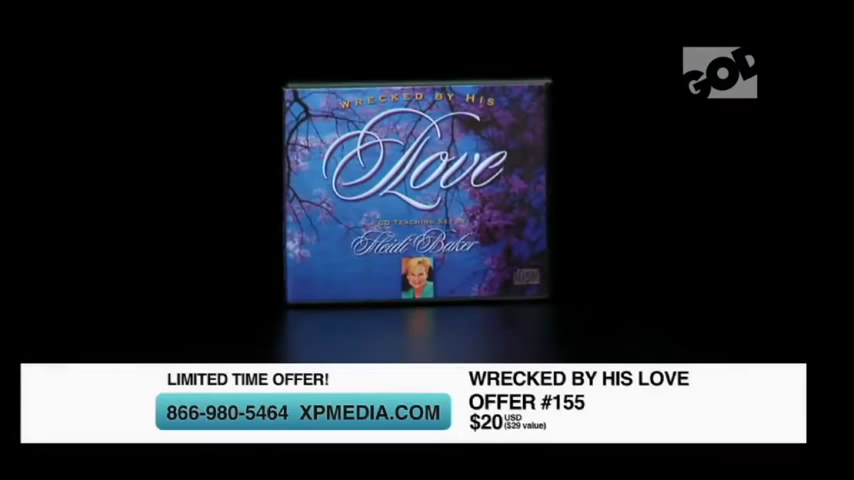 GOD
WRECKED BY HIS
Love
CD TEACHING SET BY
Heidi Baker
LIMITED TIME OFFER!
866-980-5464 XPMEDIA.COM
WRECKED BY HIS LOVE
OFFER #155
$20 USD ($29 value)